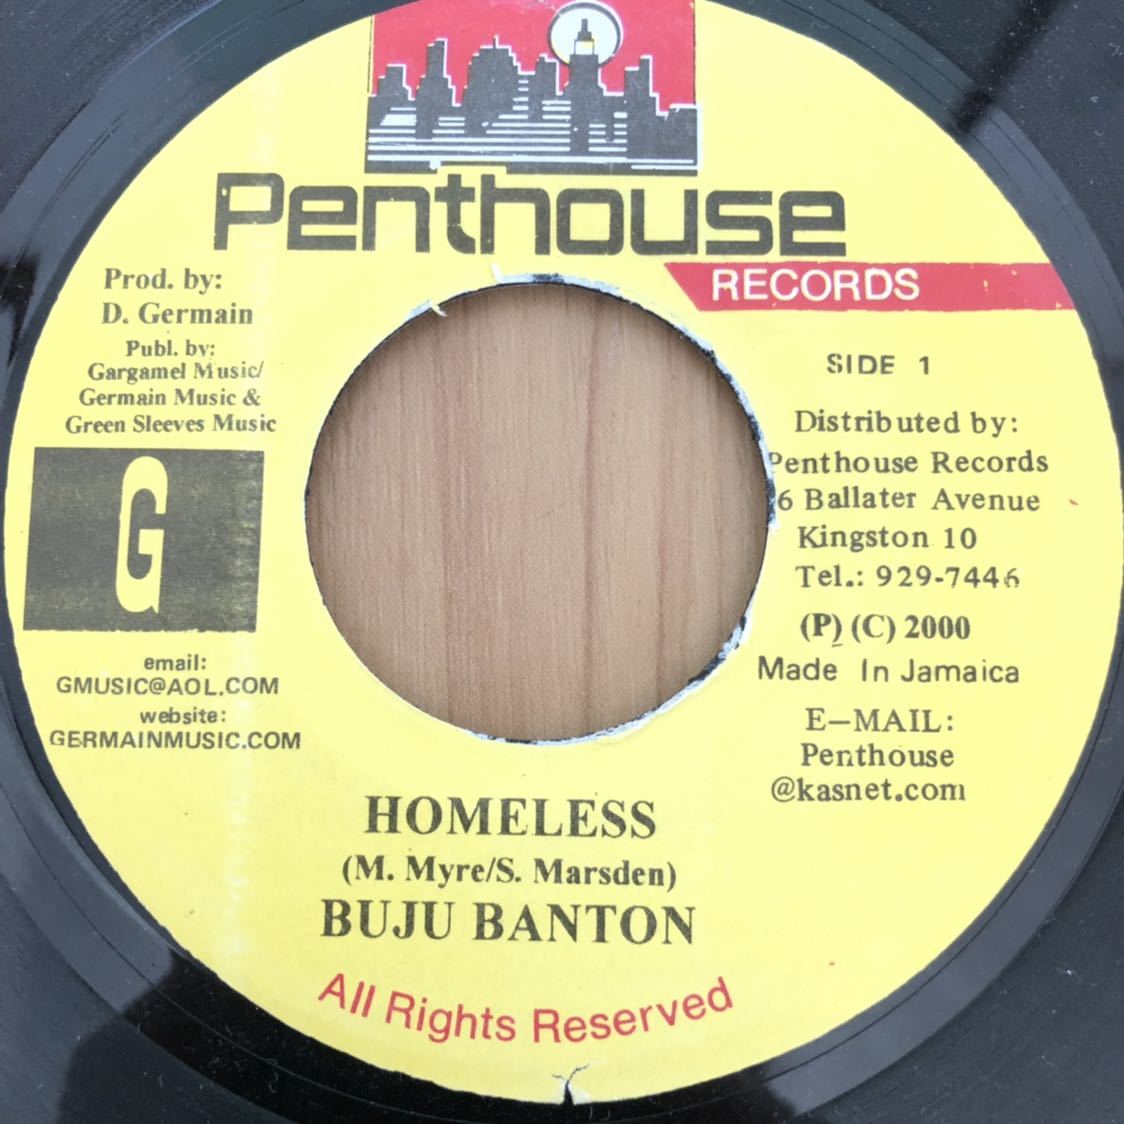 Penthouse
RECORDS
Prod. by:
D. Germain
Publ. by:
Gargamel Music/
Germain Music &
Green Sleeves Music
G
email:
GMUSIC@AOL.COM
website:
GERMAINMUSIC.COM
SIDE 1
Distributed by:
Penthouse Records
6 Ballater Avenue
Kingston 10
Tel.: 929-7446
(P) (C) 2000
Made In Jamaica
E-MAIL:
Penthouse
@kasnet.com
HOMELESS
(M. Myre/S. Marsden)
BUJU BANTON
All Rights Reserved